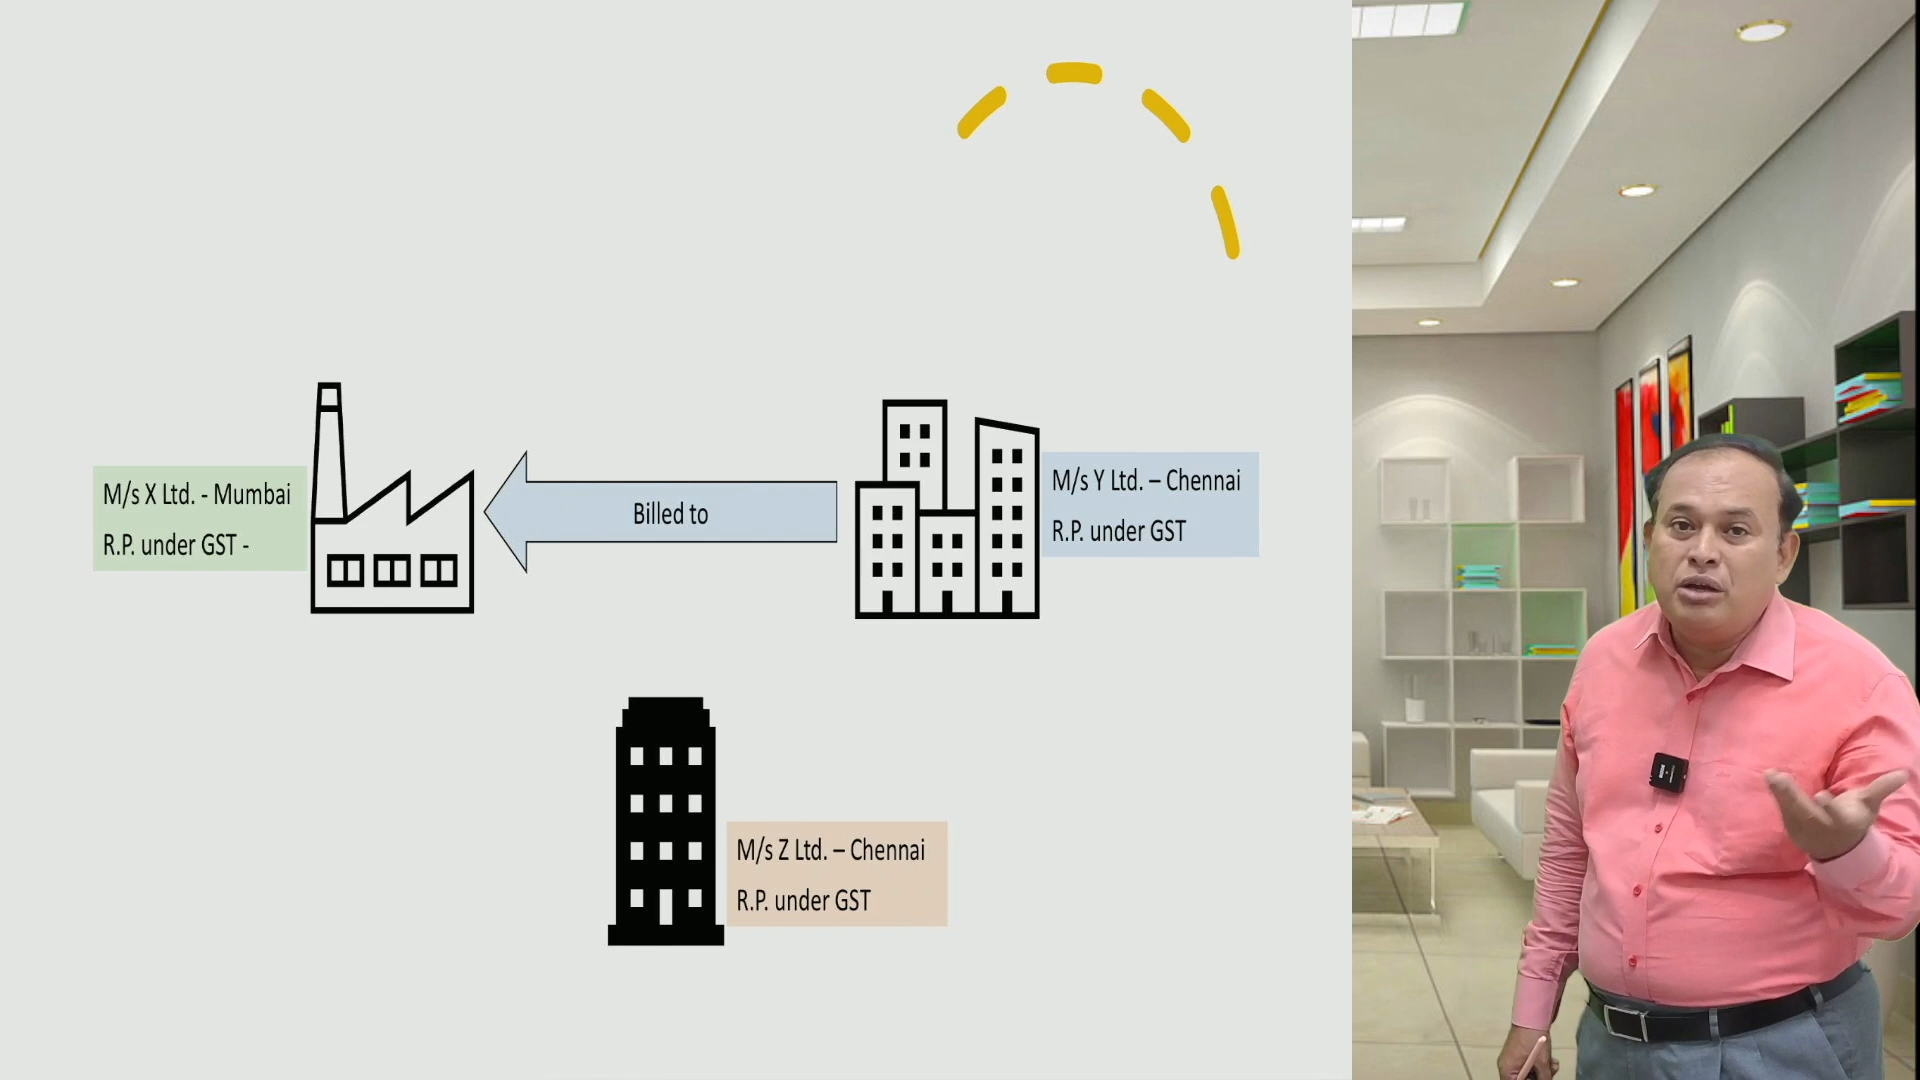 M/s X Ltd. - Mumbai
R.P. under GST -
Billed to
M/s Y Ltd. – Chennai
R.P. under GST
M/s Z Ltd. – Chennai
R.P. under GST